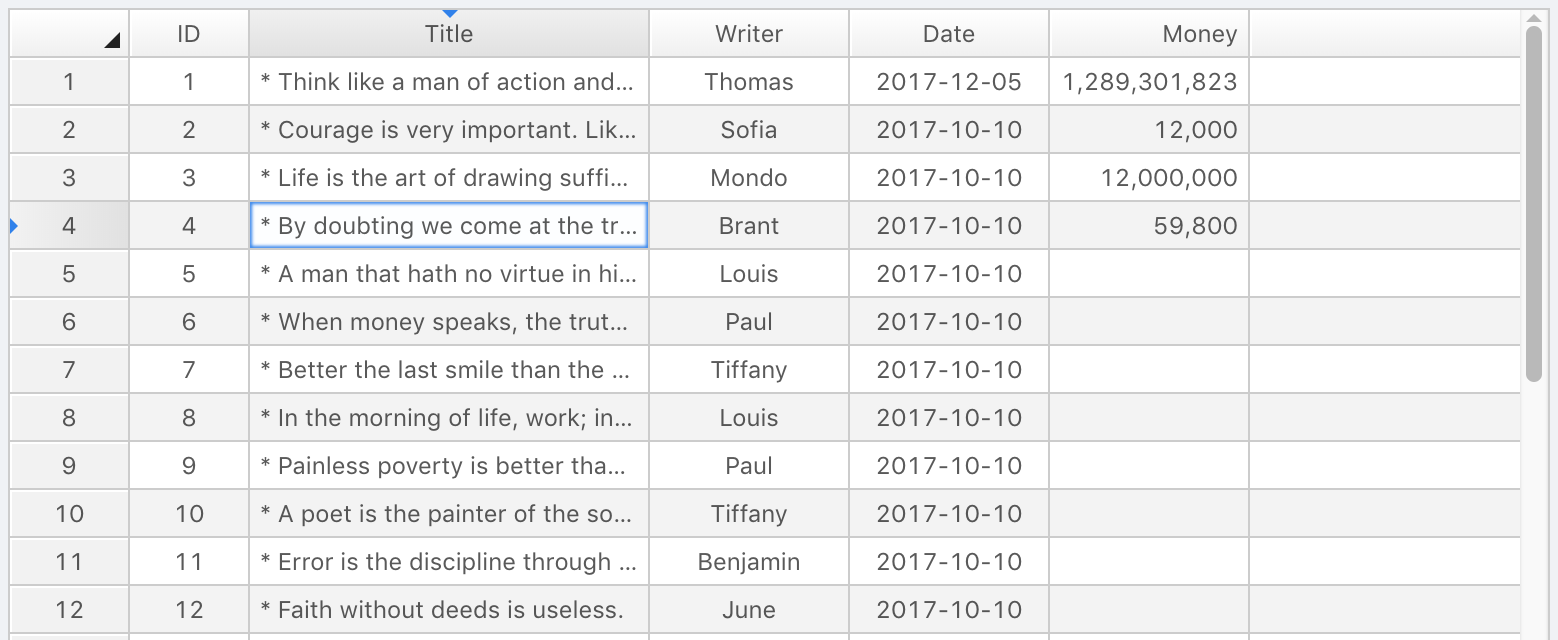 ID Title Writer Date Money
1 1 * Think like a man of action and... Thomas 2017-12-05 1,289,301,823
2 2 * Courage is very important. Lik... Sofia 2017-10-10 12,000
3 3 * Life is the art of drawing suffi... Mondo 2017-10-10 12,000,000
4 4 * By doubting we come at the tr... Brant 2017-10-10 59,800
5 5 * A man that hath no virtue in hi... Louis 2017-10-10
6 6 * When money speaks, the trut... Paul 2017-10-10
7 7 * Better the last smile than the ... Tiffany 2017-10-10
8 8 * In the morning of life, work; in... Louis 2017-10-10
9 9 * Painless poverty is better tha... Paul 2017-10-10
10 10 * A poet is the painter of the so... Tiffany 2017-10-10
11 11 * Error is the discipline through ... Benjamin 2017-10-10
12 12 * Faith without deeds is useless. June 2017-10-10